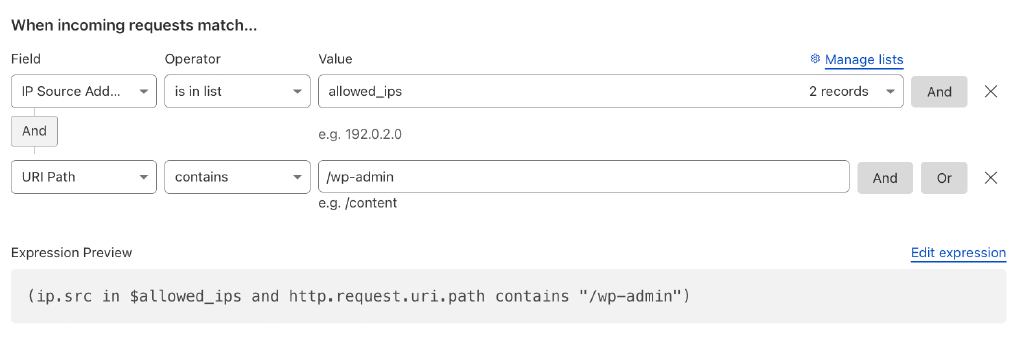 When incoming requests match...
Field Operator Value Manage lists
IP Source Add... is in list allowed_ips 2 records And
And
e.g. 192.0.2.0
URI Path contains /wp-admin And Or
e.g. /content
Expression Preview Edit expression
(ip.src in $allowed_ips and http.request.uri.path contains "/wp-admin")